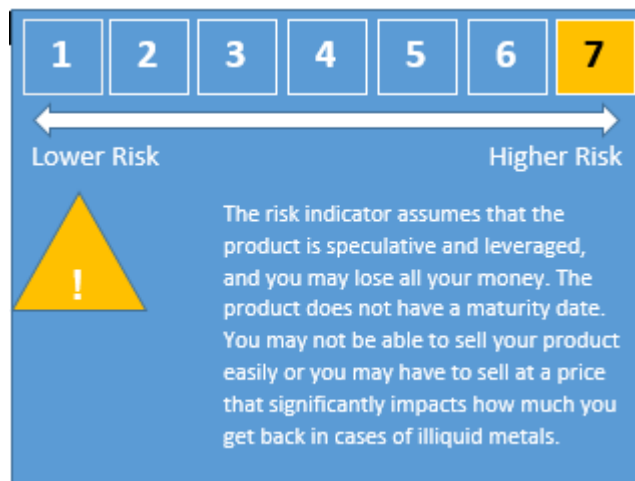 1 2 3 4 5 6 7
Lower Risk Higher Risk
The risk indicator assumes that the
product is speculative and leveraged,
and you may lose all your money. The
product does not have a maturity date.
You may not be able to sell your product
easily or you may have to sell at a price
that significantly impacts how much you
get back in cases of illiquid metals.
!